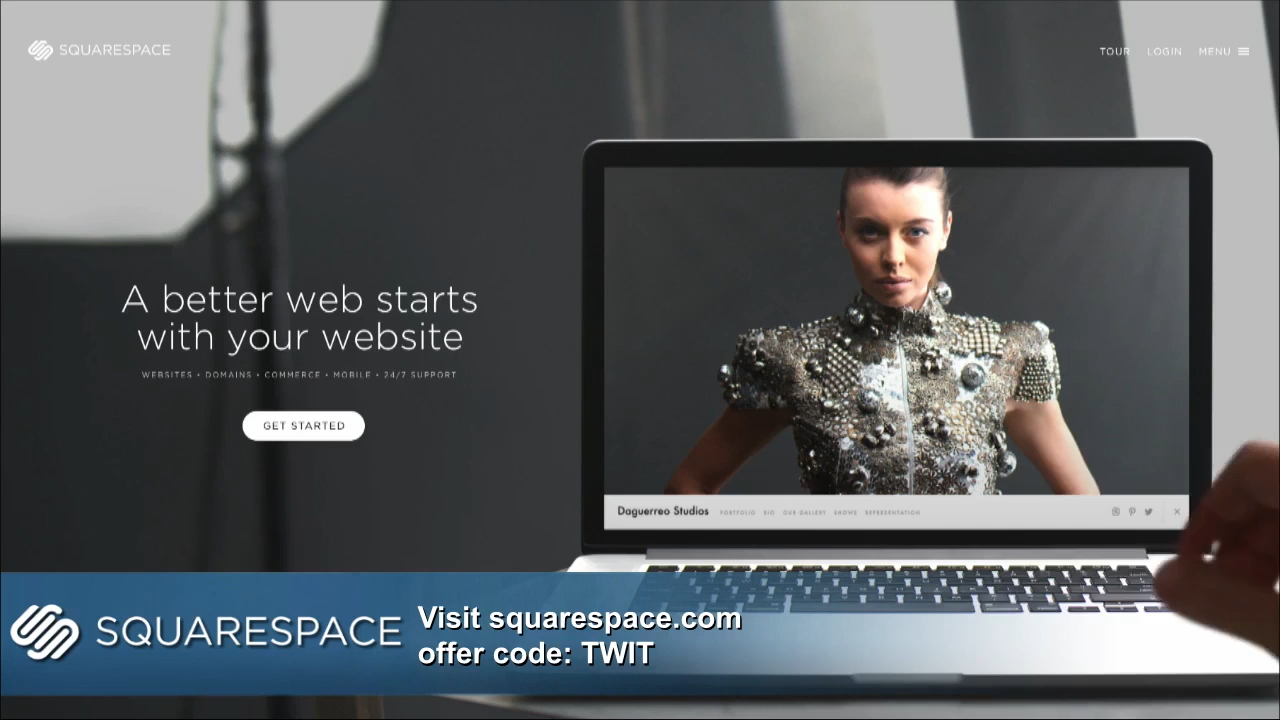 SQUARESPACE
TOUR LOGIN MENU
A better web starts
with your website
WEBSITES • DOMAINS • COMMERCE • MOBILE • 24/7 SUPPORT
GET STARTED
Daguerreo Studios PORTFOLIO BIO OUR GALLERY SHOWS REPRESENTATION
SQUARESPACE
Visit squarespace.com
offer code: TWIT